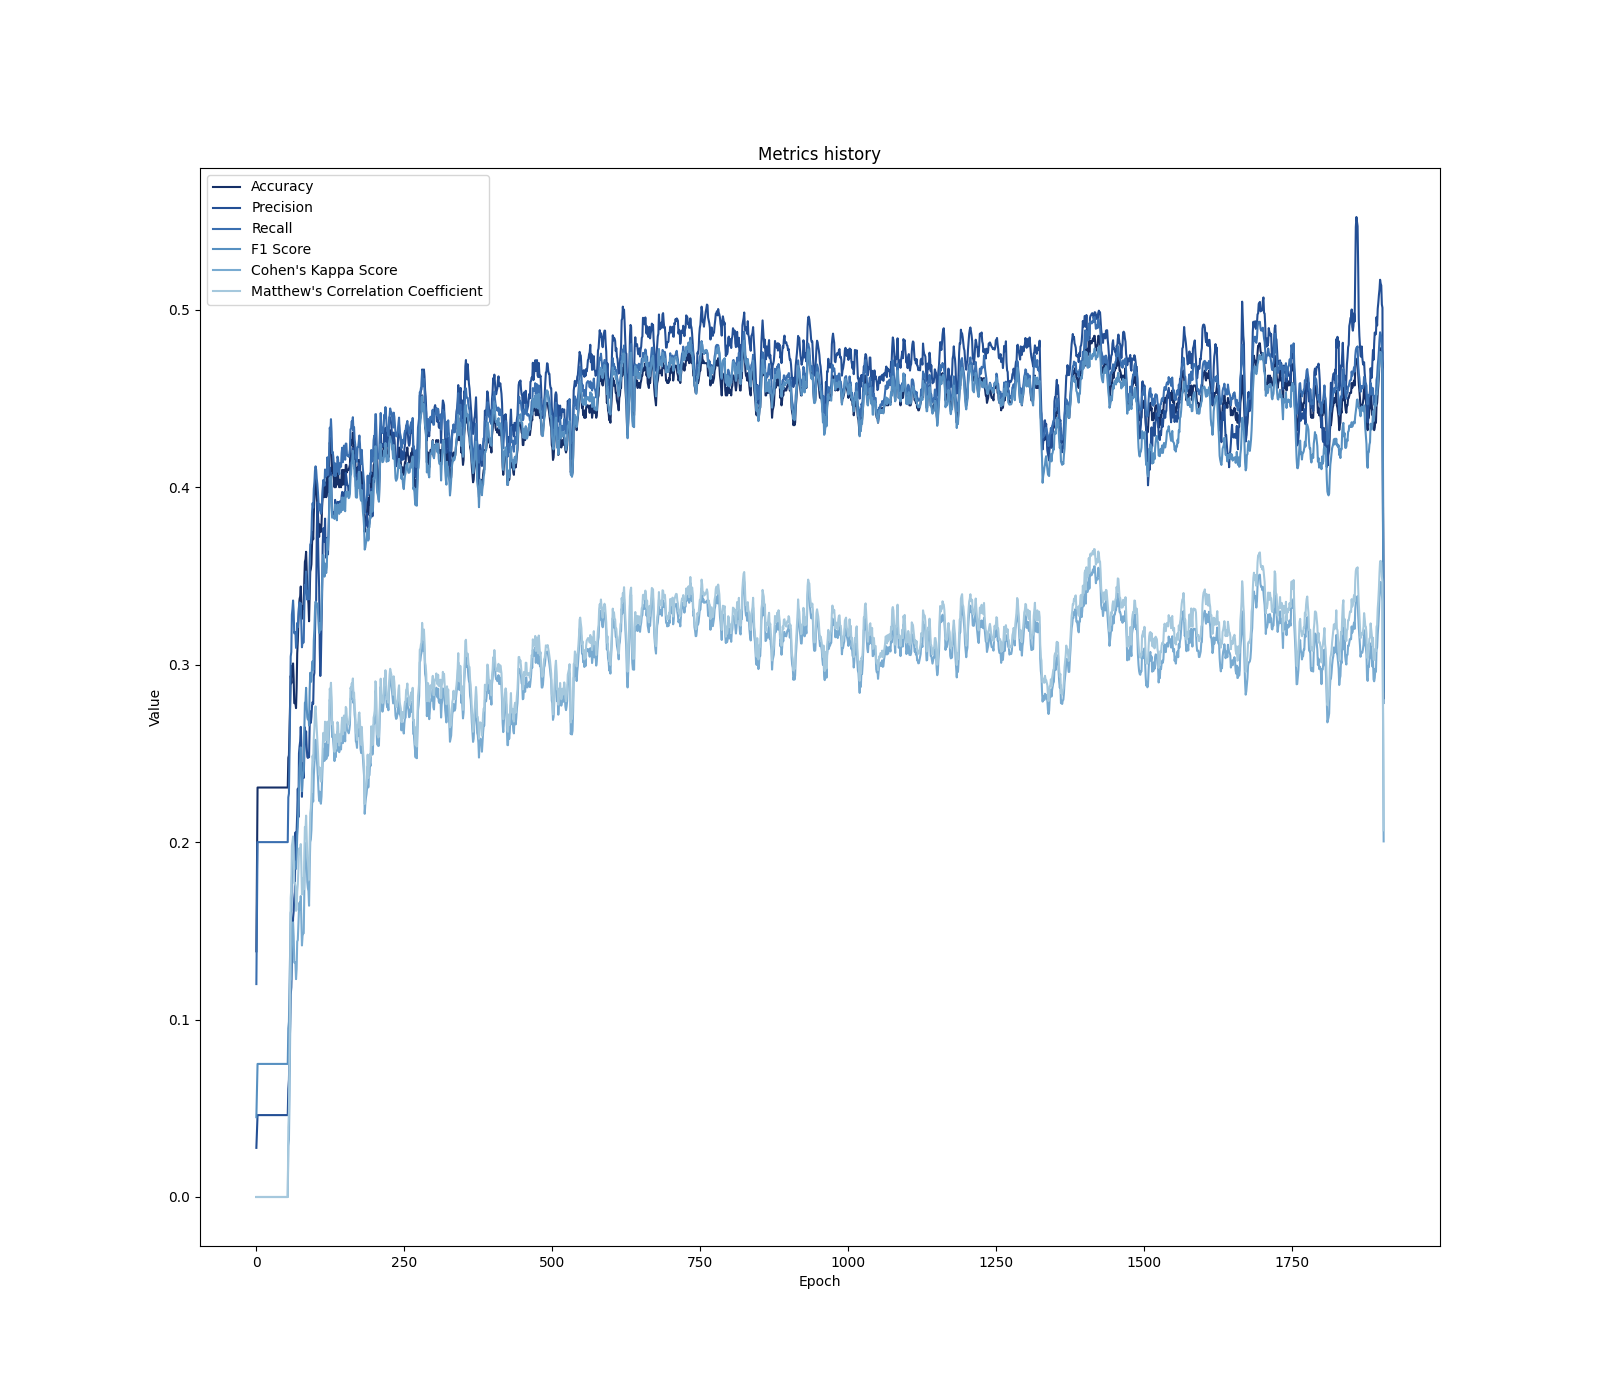 Metrics history
Accuracy
Precision
Recall
F1 Score
Cohen's Kappa Score
Matthew's Correlation Coefficient
0.5
0.4
0.3
0.2
0.1
0.0
Value
0 250 500 750 1000 1250 1500 1750
Epoch